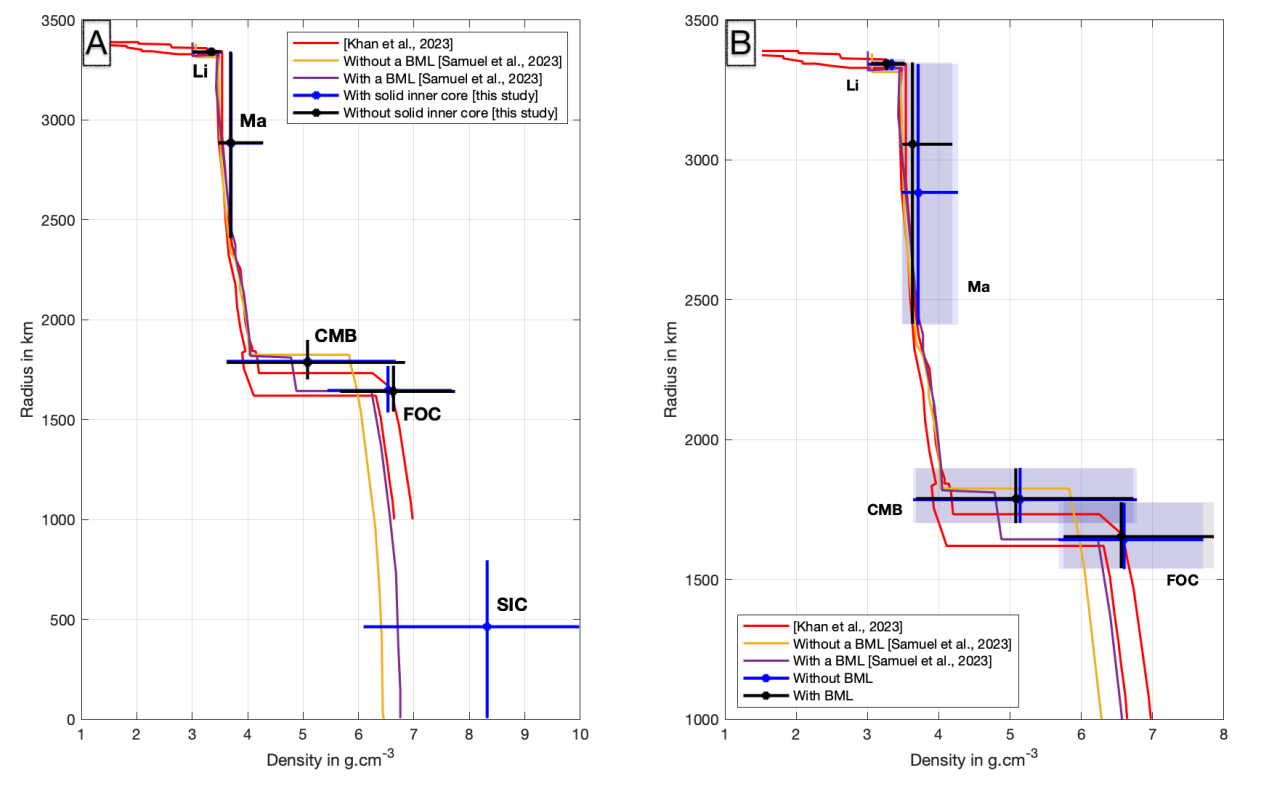 A
3500
3000
2500
2000
1500
1000
500
0
Radius in km
1 2 3 4 5 6 7 8 9 10
Density in g.cm-3
[Khan et al., 2023]
Without a BML [Samuel et al., 2023]
With a BML [Samuel et al., 2023]
With solid inner core [this study]
Without solid inner core [this study]
Li
Ma
CMB
FOC
SIC
B
3500
3000
2500
2000
1500
1000
Radius in km
1 2 3 4 5 6 7 8
Density in g.cm-3
Li
Ma
CMB
FOC
[Khan et al., 2023]
Without a BML [Samuel et al., 2023]
With a BML [Samuel et al., 2023]
Without BML
With BML